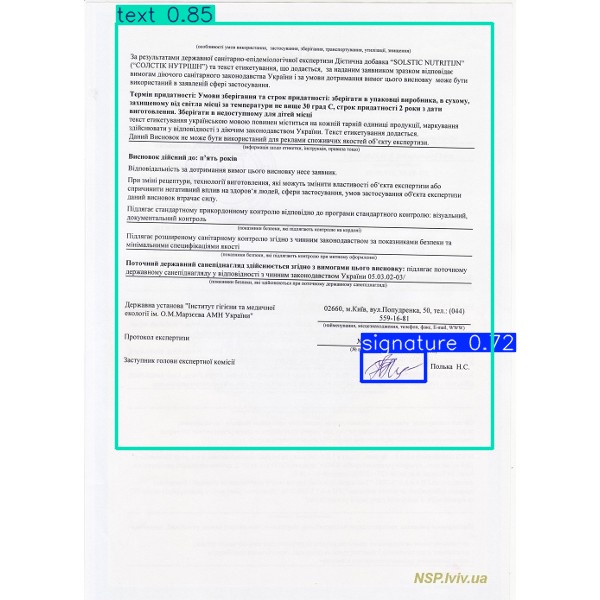 text 0.85
(особливості умов використання, застосування, зберігання, транспортування, утилізації, знищення)
За результатами державної санітарно-епідеміологічної експертизи Дієтична добавка “SOLSTIC NUTRITIJN”
(“СОЛСТІК НУТРІШН”) та текст етикетування, що додається, за наданим заявником зразком відповідає
вимогам діючого санітарного законодавства України і за умови дотримання вимог цього висновку може бути
використаний в заявленій сфері застосування.
Термін придатності: Умови зберігання та строк придатності: зберігати в упаковці виробника, в сухому,
захищеному від світла місці за температури не вище 30 град С, строк придатності 2 роки з дати
виготовлення. Зберігати в недоступному для дітей місці
текст етикетування українською мовою повинен міститься на кожній тарній одиниці продукції, маркування
здійснювати у відповідності з діючим законодавством України. Текст етикетування додається.
Даний Висновок не може бути використаний для реклами споживчих якостей об’єкту експертизи.
(інформація щодо етикетки, інструкція, правила тощо)
Висновок дійсний до: п’ять років
Відповідальність за дотримання вимог цього висновку несе заявник.
При зміні рецептури, технології виготовлення, які можуть змінити властивості об’єкта експертизи або
спричинити негативний вплив на здоров’я людей, сфери застосування, умов застосування об’єкта експертизи
даний висновок втрачає силу.
Підлягає стандартному прикордонному контролю відповідно до програми стандартного контролю: візуальний,
документальний контроль
(показники безпеки, які підлягають контролю на кордоні)
Підлягає розширеному санітарному контролю згідно з чинним законодавством за показниками безпеки та
мінімальними специфікаціями якості
(показники безпеки, які підлягають контролю при митному оформленні)
Поточний державний санепіднагляд здійснюється згідно з вимогами цього висновку: підлягає поточному
державному санепіднагляду у відповідності з чинним законодавством України 05.03.02-03/
(показники безпеки, які здійснюються при поточному державному санепіднагляді)
Державна установа "Інститут гігієни та медичної
екології ім. О.М.Марзєєва АМН України"
02660, м.Київ, вул.Попудренка, 50, тел.: (044)
559-16-81
(найменування, місцезнаходження, телефон, факс, E-mail, WWW)
Протокол експертизи
signature 0.72
Заступник голови експертної комісії
Полька Н.С.
NSP.lviv.ua